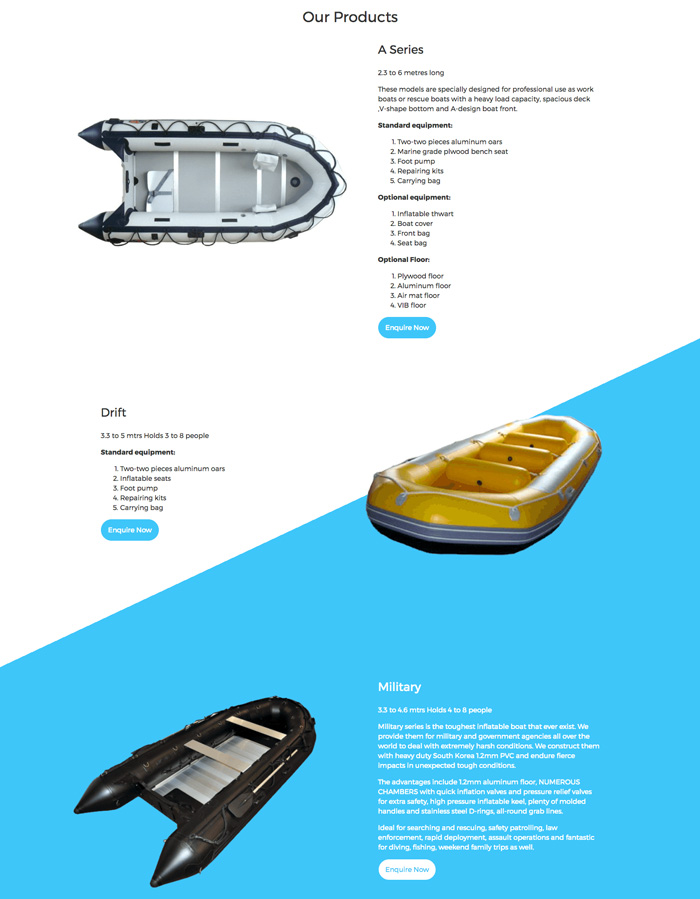 Our Products
A Series
2.3 to 6 metres long
These models are specially designed for professional use as work
boats or rescue boats with a heavy load capacity, spacious deck
,V-shape bottom and A-design boat front.
Standard equipment:
1. Two-two pieces aluminum oars
2. Marine grade plwood bench seat
3. Foot pump
4. Repairing kits
5. Carrying bag
Optional equipment:
1. Inflatable thwart
2. Boat cover
3. Front bag
4. Seat bag
Optional Floor:
1. Plywood floor
2. Aluminum floor
3. Air mat floor
4. VIB floor
Enquire Now
Drift
3.3 to 5 mtrs Holds 3 to 8 people
Standard equipment:
1. Two-two pieces aluminum oars
2. Inflatable seats
3. Foot pump
4. Repairing kits
5. Carrying bag
Enquire Now
Military
3.3 to 4.6 mtrs Holds 4 to 8 people
Military series is the toughest inflatable boat that ever exist. We
provide them for military and government agencies all over the
world to deal with extremely harsh conditions. We construct them
with heavy duty South Korea 1.2mm PVC and endure fierce
impacts in unexpected tough conditions.
The advantages include 1.2mm aluminum floor, NUMEROUS
CHAMBERS with quick inflation valves and pressure relief valves
for extra safety, high pressure inflatable keel, plenty of molded
handles and stainless steel D-rings, all-round grab lines.
Ideal for searching and rescuing, safety patrolling, law
enforcement, rapid deployment, assault operations and fantastic
for diving, fishing, weekend family trips as well.
Enquire Now